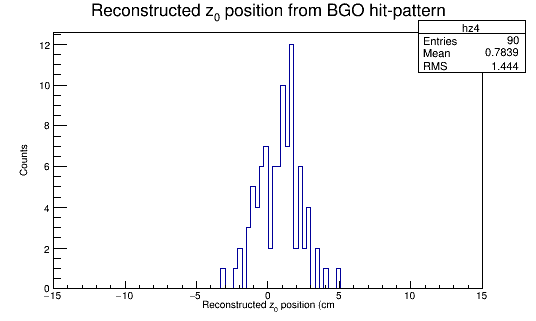 Reconstructed z0 position from BGO hit-pattern
hz4
Entries 90
Mean 0.7839
RMS 1.444
Counts
12
10
8
6
4
2
0
−15 −10 −5 0 5 10 15
Reconstructed z0 position (cm